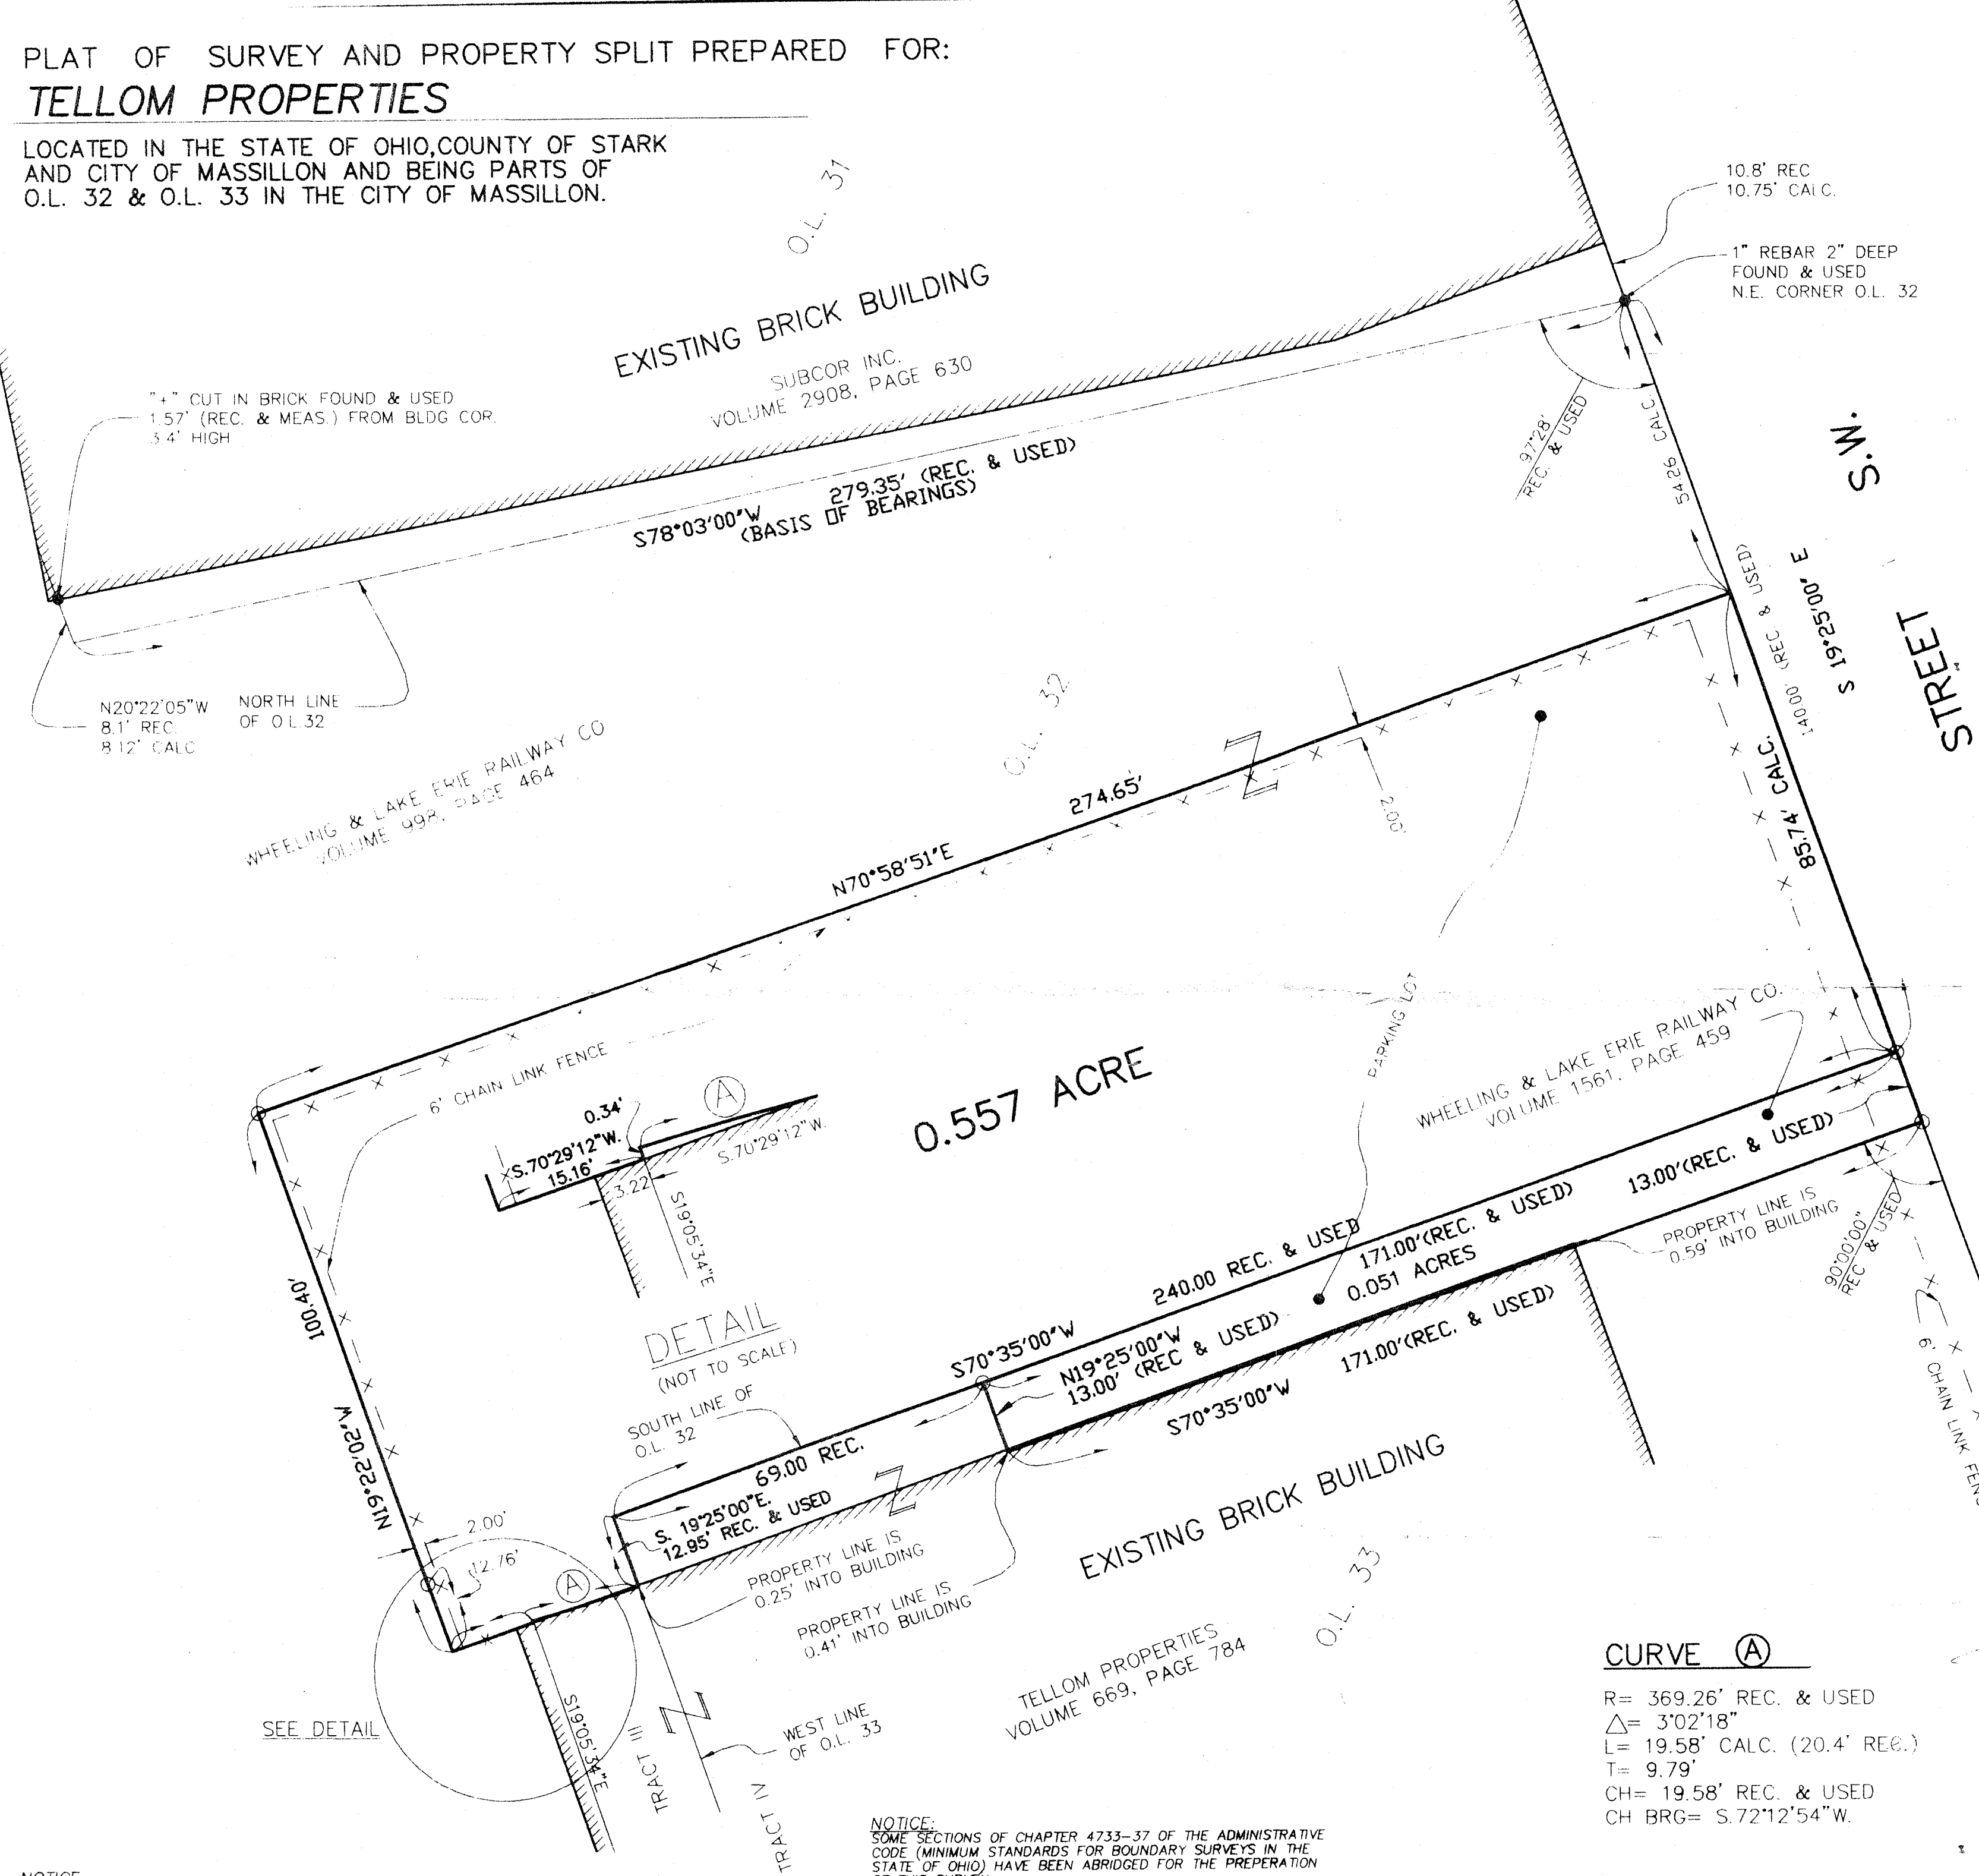 PLAT OF SURVEY AND PROPERTY SPLIT PREPARED FOR:
TELLOM PROPERTIES
LOCATED IN THE STATE OF OHIO,COUNTY OF STARK
AND CITY OF MASSILLON AND BEING PARTS OF
O.L. 32 & O.L. 33 IN THE CITY OF MASSILLON.
O.L. 31
10.8' REC
10.75' CALC.
1" REBAR 2" DEEP
FOUND & USED
N.E. CORNER O.L. 32
EXISTING BRICK BUILDING
SUBCOR INC.
VOLUME 2908, PAGE 630
"+" CUT IN BRICK FOUND & USED
1.57' (REC. & MEAS.) FROM BLDG COR.
3.4' HIGH
279.35' (REC. & USED)
S78°03'00"W
(BASIS OF BEARINGS)
97°28'
REC. & USED
54.26 CALC.
S.W.
STREET
S 19°25'00" E
140.00' (REC & USED)
85.74' CALC.
N20°22'05"W
8.1' REC.
8.12' CALC
NORTH LINE
OF O.L.32
WHEELING & LAKE ERIE RAILWAY CO
VOLUME 998, PAGE 464
O.L. 32
Z
274.65'
2.00'
N70°58'51"E
6' CHAIN LINK FENCE
PARKING LOT
0.557 ACRE
WHEELING & LAKE ERIE RAILWAY CO.
VOLUME 1561, PAGE 459
A
0.34'
S.70°29'12"W.
15.16'
S.70°29'12"W.
3.22
S19°05'34"E
DETAIL
(NOT TO SCALE)
100.40'
N19°22'02"W
240.00 REC. & USED
171.00'(REC. & USED)
0.051 ACRES
13.00'(REC. & USED)
PROPERTY LINE IS
0.59' INTO BUILDING
90°00'00"
REC & USED
S70°35'00"W
N19°25'00"W
13.00' (REC & USED)
171.00'(REC. & USED)
S70°35'00"W
SOUTH LINE OF
O.L. 32
69.00 REC.
Z
S. 19°25'00"E.
12.95' REC. & USED
2.00'
12.76'
A
PROPERTY LINE IS
0.25' INTO BUILDING
PROPERTY LINE IS
0.41' INTO BUILDING
EXISTING BRICK BUILDING
O.L. 33
TELLOM PROPERTIES
VOLUME 669, PAGE 784
6' CHAIN LINK
SEE DETAIL
S19°05'34"E
TRACT III
Z
TRACT IV
WEST LINE
OF O.L. 33
CURVE A
R= 369.26' REC. & USED
△= 3°02'18"
L= 19.58' CALC. (20.4' REC.)
T= 9.79'
CH= 19.58' REC. & USED
CH BRG= S.72°12'54"W.
NOTICE:
SOME SECTIONS OF CHAPTER 4733-37 OF THE ADMINISTRATIVE
CODE (MINIMUM STANDARDS FOR BOUNDARY SURVEYS IN THE
STATE OF OHIO) HAVE BEEN ABRIDGED FOR THE PREPERATION